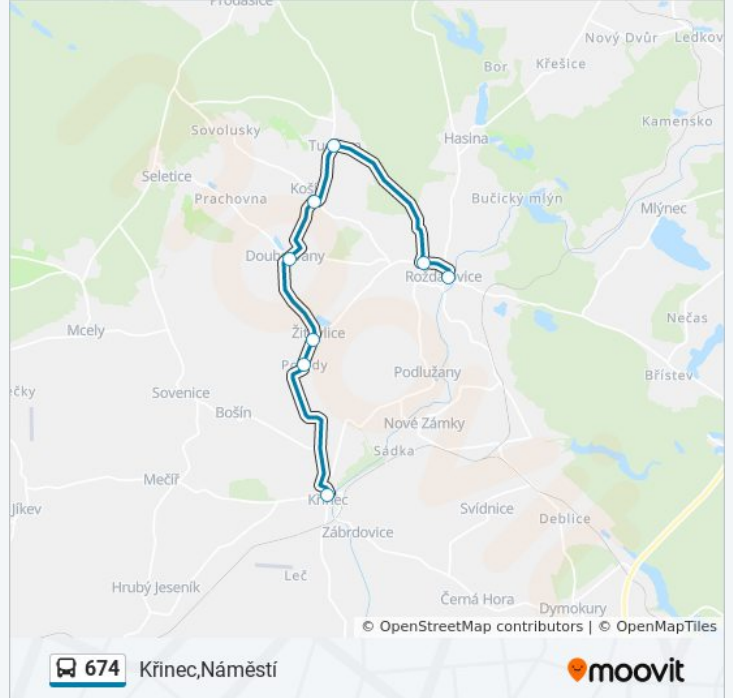 Prodašice
Nový Dvůr
Ledkov
Bor
Křešice
Kamensko
Sovolusky
Hasina
Seletice
Prachovna
Bučický mlýn
Mlýnec
Mcely
Nečas
Podlužany
Břístev
Sovenice
Bošín
Nové Zámky
Sádka
Mečíř
Svídnice
Jíkev
Deblice
Zábrdovice
Leč
Hrubý Jeseník
Černá Hora
Dymokury
© OpenStreetMap contributors | © OpenMapTiles
674 Křinec,Náměstí
moovit